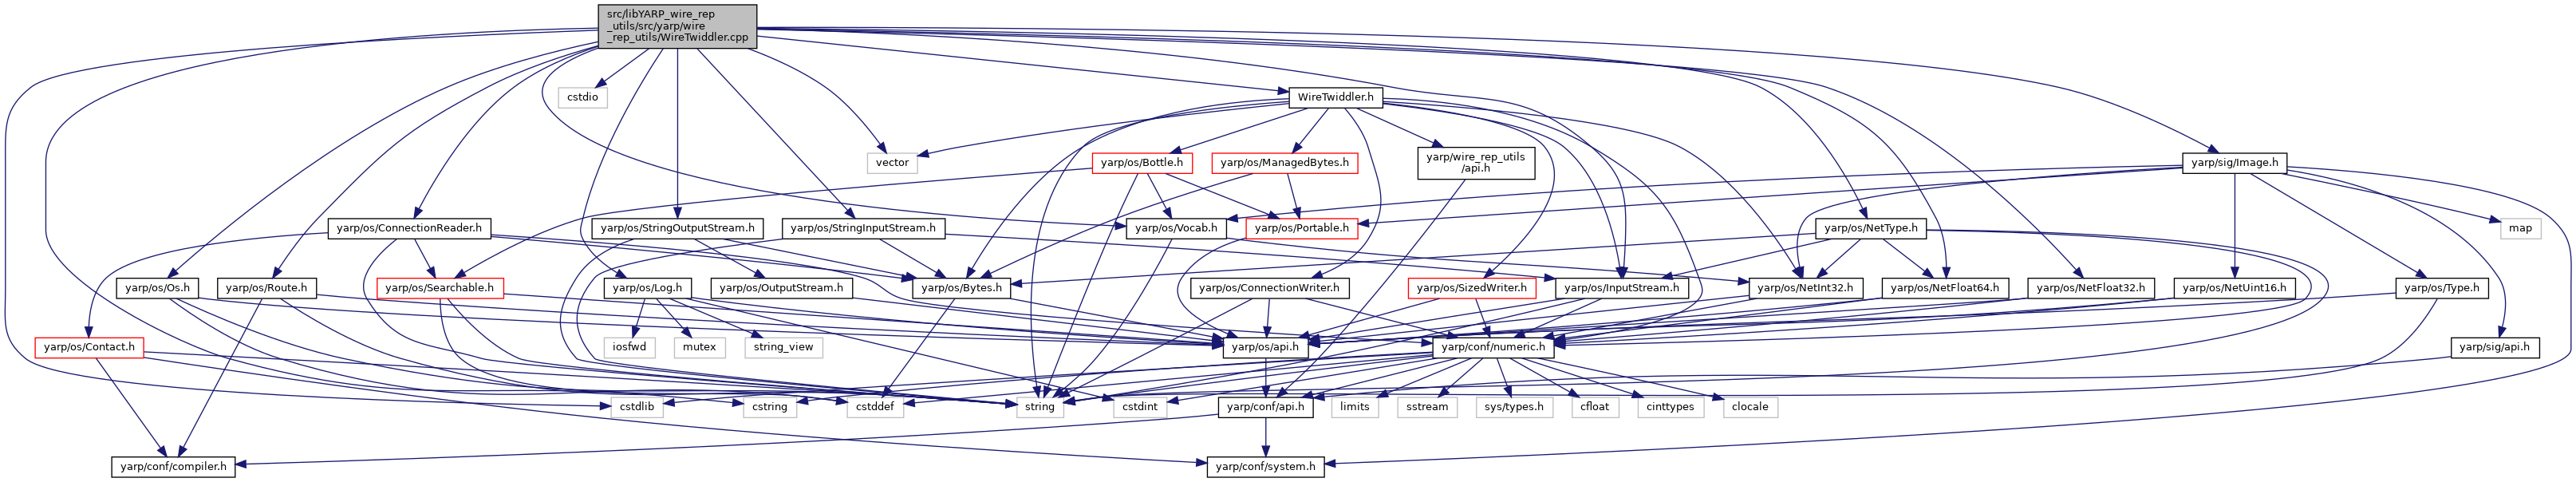 src/libYARP_wire_rep
_utils/src/yarp/wire
_rep_utils/WireTwiddler.cpp
cstdio
WireTwiddler.h
vector
yarp/os/Bottle.h
yarp/os/ManagedBytes.h
yarp/wire_rep_utils
/api.h
yarp/sig/Image.h
yarp/os/ConnectionReader.h
yarp/os/StringOutputStream.h
yarp/os/StringInputStream.h
yarp/os/Vocab.h
yarp/os/Portable.h
yarp/os/NetType.h
map
yarp/os/Os.h
yarp/os/Route.h
yarp/os/Searchable.h
yarp/os/Log.h
yarp/os/OutputStream.h
yarp/os/Bytes.h
yarp/os/ConnectionWriter.h
yarp/os/SizedWriter.h
yarp/os/InputStream.h
yarp/os/NetInt32.h
yarp/os/NetFloat64.h
yarp/os/NetFloat32.h
yarp/os/NetUint16.h
yarp/os/Type.h
yarp/os/Contact.h
iosfwd
mutex
string_view
yarp/os/api.h
yarp/conf/numeric.h
yarp/sig/api.h
cstdlib
cstring
cstddef
string
cstdint
yarp/conf/api.h
limits
sstream
sys/types.h
cfloat
cinttypes
clocale
yarp/conf/compiler.h
yarp/conf/system.h